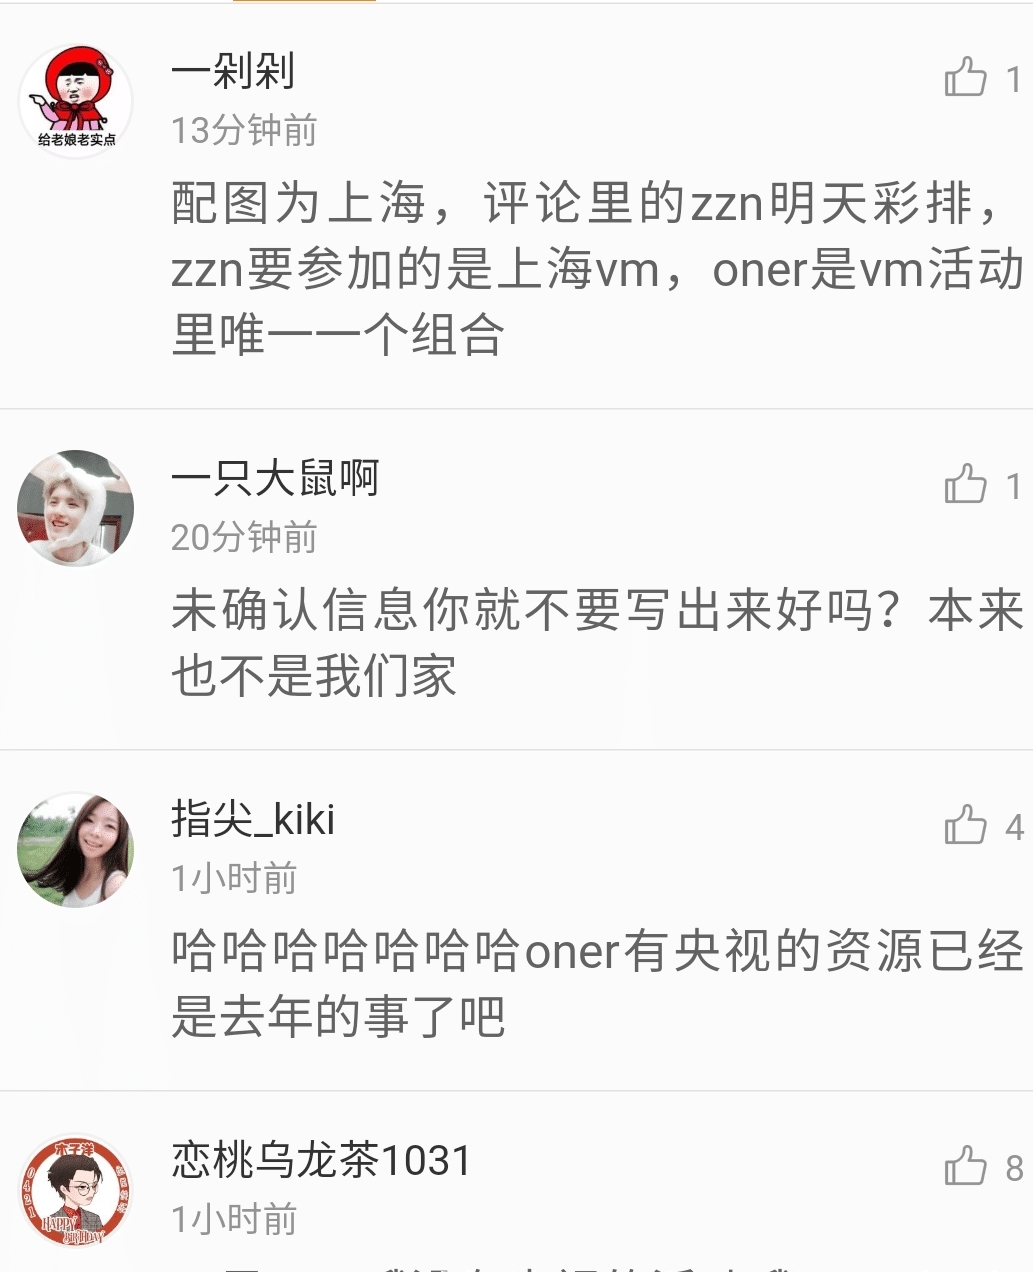 给老娘老实点
一剁剁
1
13分钟前
配图为上海，评论里的zzn明天彩排，
zzn要参加的是上海vm，oner是vm活动
里唯一一个组合
一只大鼠啊
1
20分钟前
未确认信息你就不要写出来好吗？本来
也不是我们家
指尖_kiki
4
1小时前
哈哈哈哈哈哈哈oner有央视的资源已经
是去年的事了吧
木子洋
0421
HAPPY
BIRTHDAY
恋桃乌龙茶1031
8
1小时前